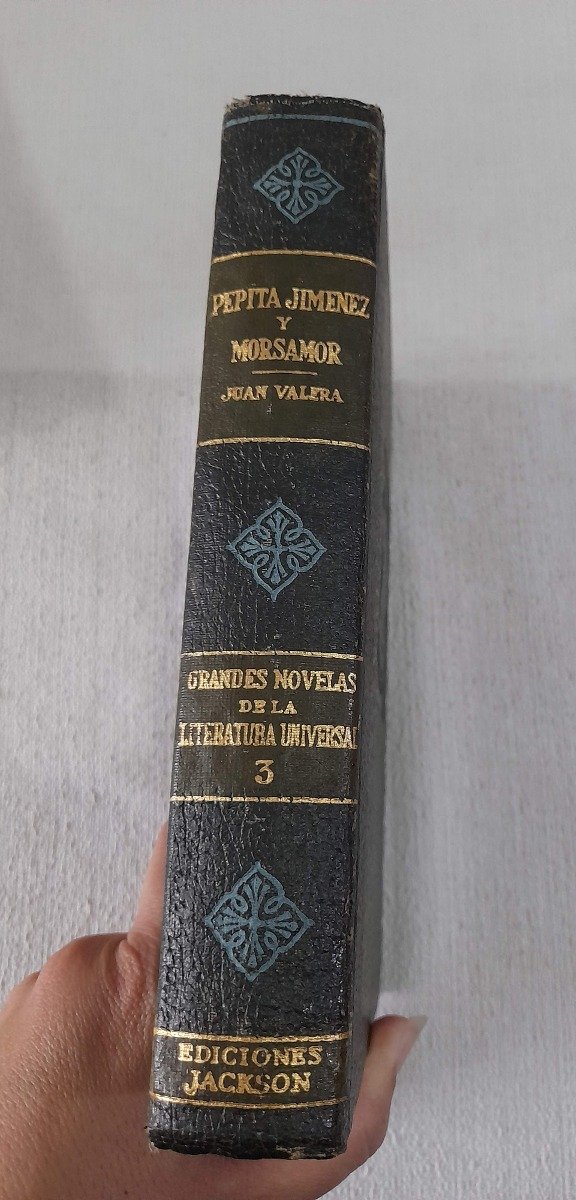 PEPITA JIMENEZ
Y
MORSAMOR
JUAN VALERA
GRANDES NOVELAS
DE LA
LITERATURA UNIVERSAL
3
EDICIONES
JACKSON